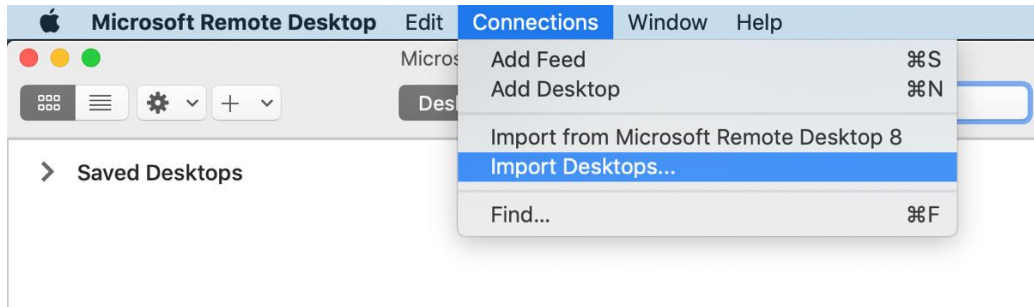 Microsoft Remote Desktop Edit Connections Window Help
Add Feed ⌘S
Add Desktop ⌘N
Import from Microsoft Remote Desktop 8
Import Desktops...
Find... ⌘F
Saved Desktops